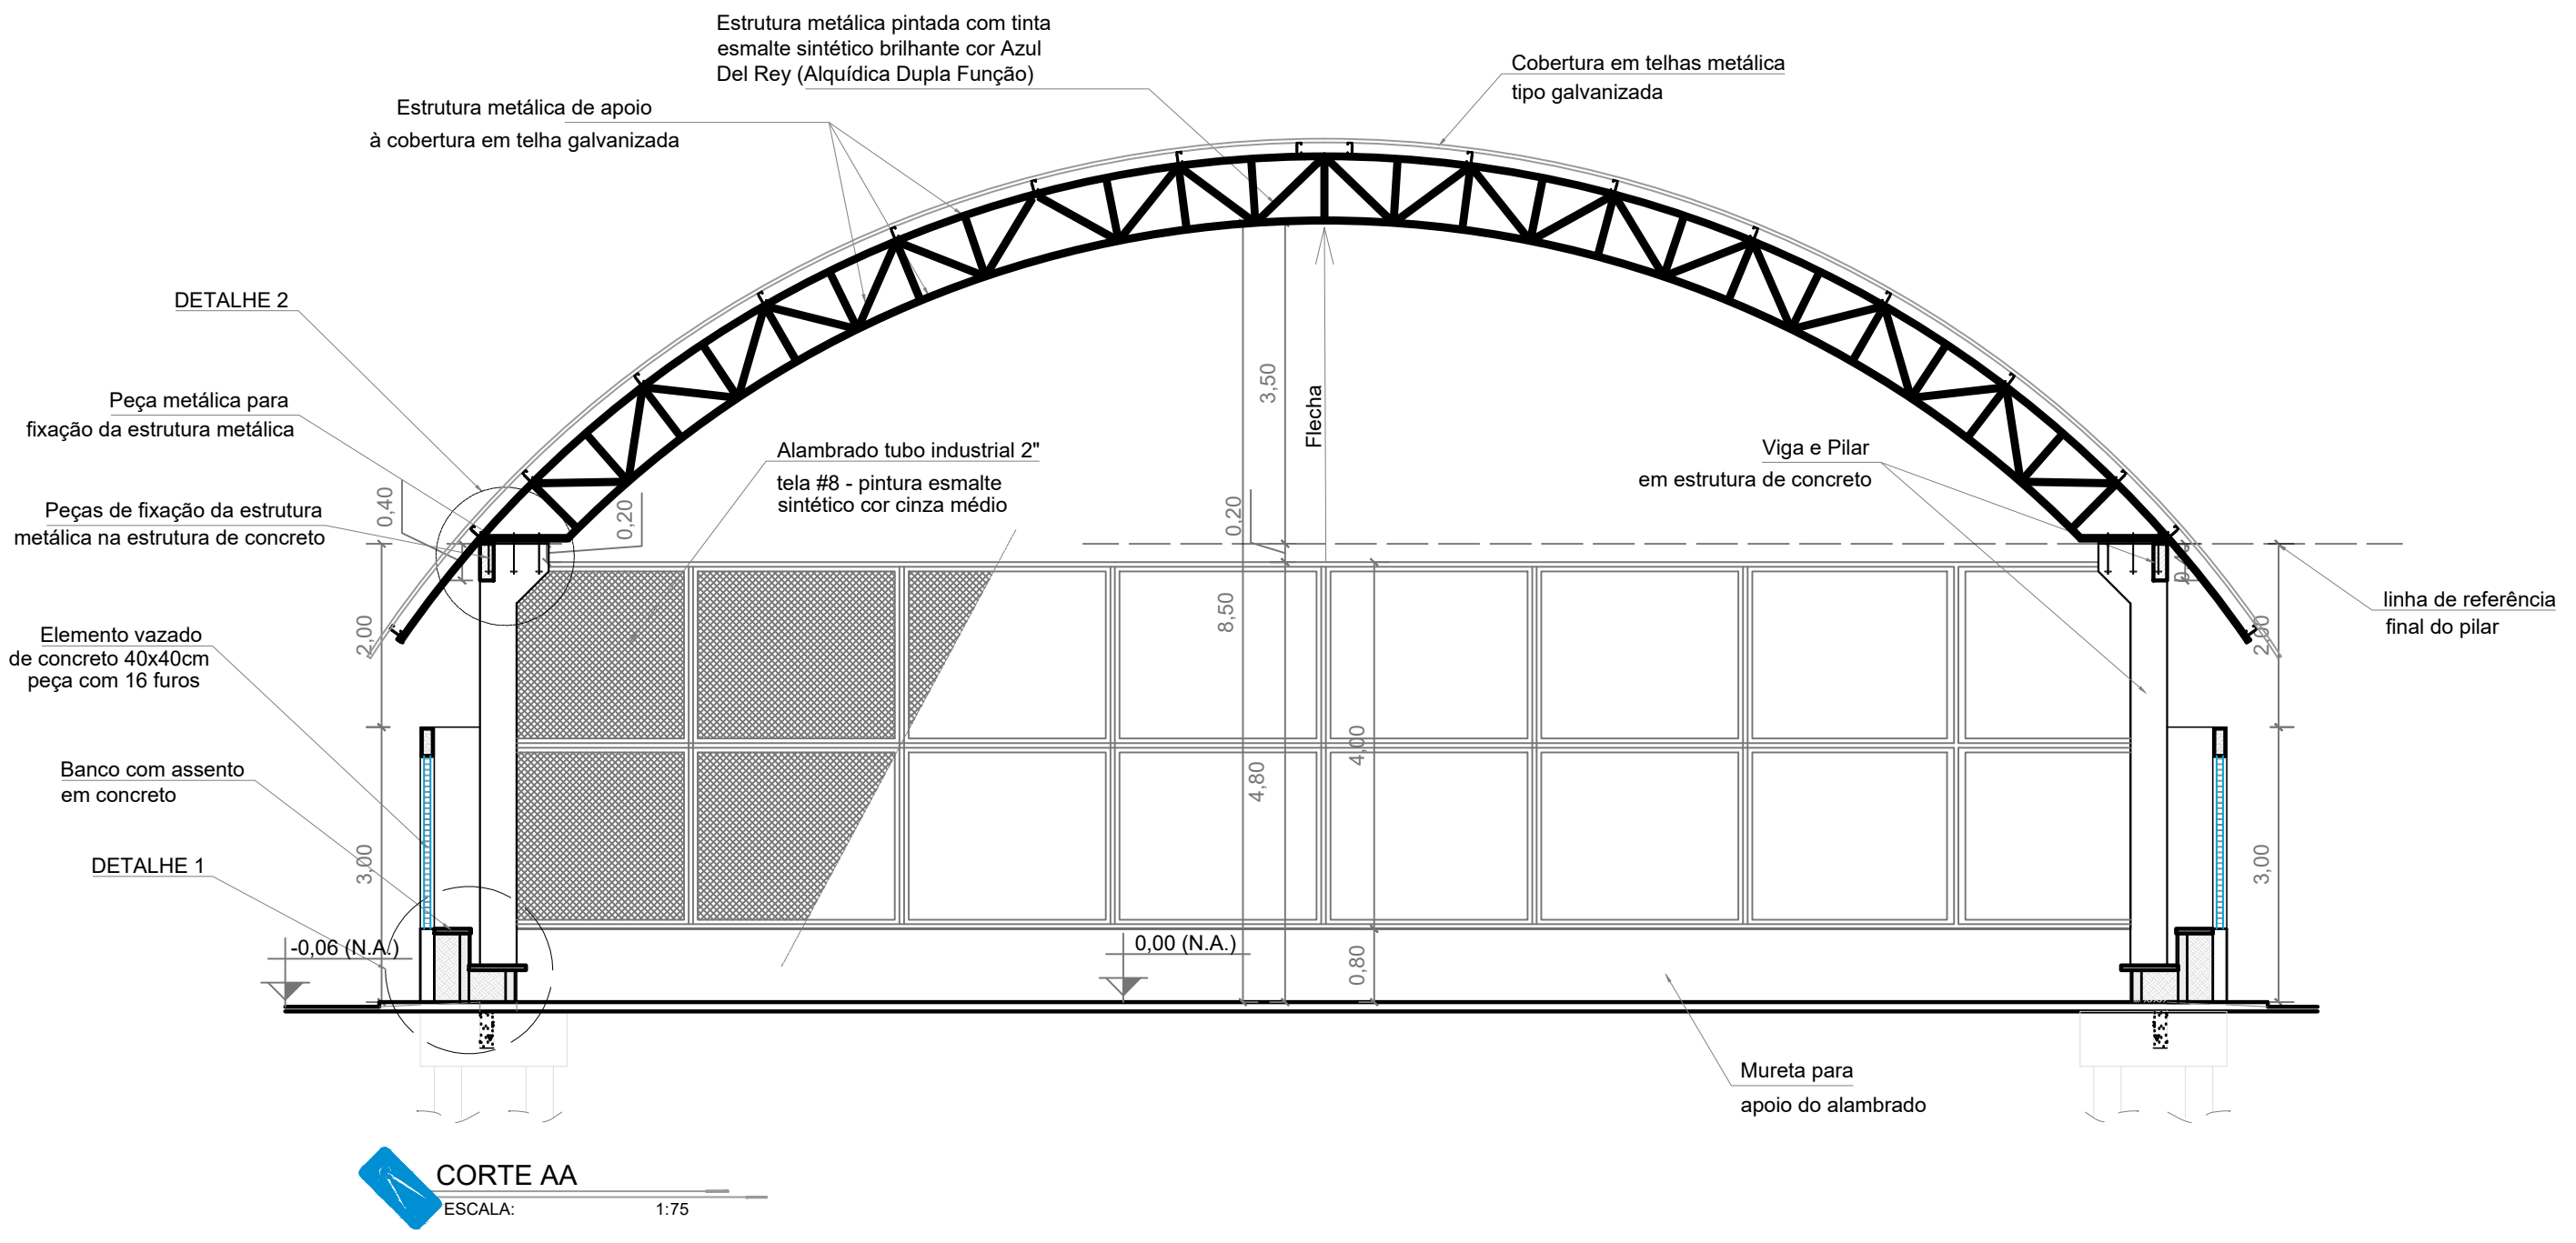 Estrutura metálica pintada com tinta
esmalte sintético brilhante cor Azul
Del Rey (Alquídica Dupla Função)
Cobertura em telhas metálica
tipo galvanizada
Estrutura metálica de apoio
à cobertura em telha galvanizada
DETALHE 2
Peça metálica para
fixação da estrutura metálica
Peças de fixação da estrutura
metálica na estrutura de concreto
Elemento vazado
de concreto 40x40cm
peça com 16 furos
Banco com assento
em concreto
DETALHE 1
-0,06 (N.A.)
0,40
0,20
2,00
3,00
Alambrado tubo industrial 2"
tela #8 - pintura esmalte
sintético cor cinza médio
3,50
Flecha
0,20
8,50
4,80
4,00
0,80
0,00 (N.A.)
Viga e Pilar
em estrutura de concreto
linha de referência
final do pilar
2,00
3,00
Mureta para
apoio do alambrado
CORTE AA
ESCALA: 1:75